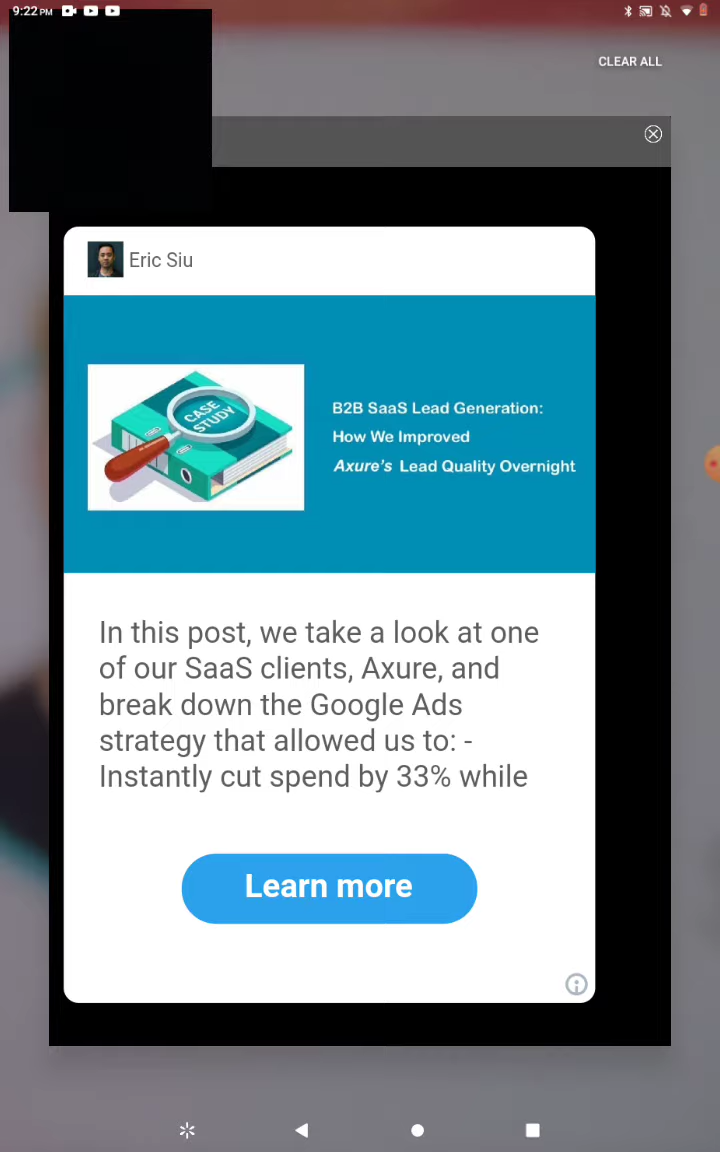 9:22 PM
CLEAR ALL
Eric Siu
CASE
STUDY
B2B SaaS Lead Generation:
How We Improved
Axure's Lead Quality Overnight
In this post, we take a look at one
of our SaaS clients, Axure, and
break down the Google Ads
strategy that allowed us to: -
Instantly cut spend by 33% while
Learn more